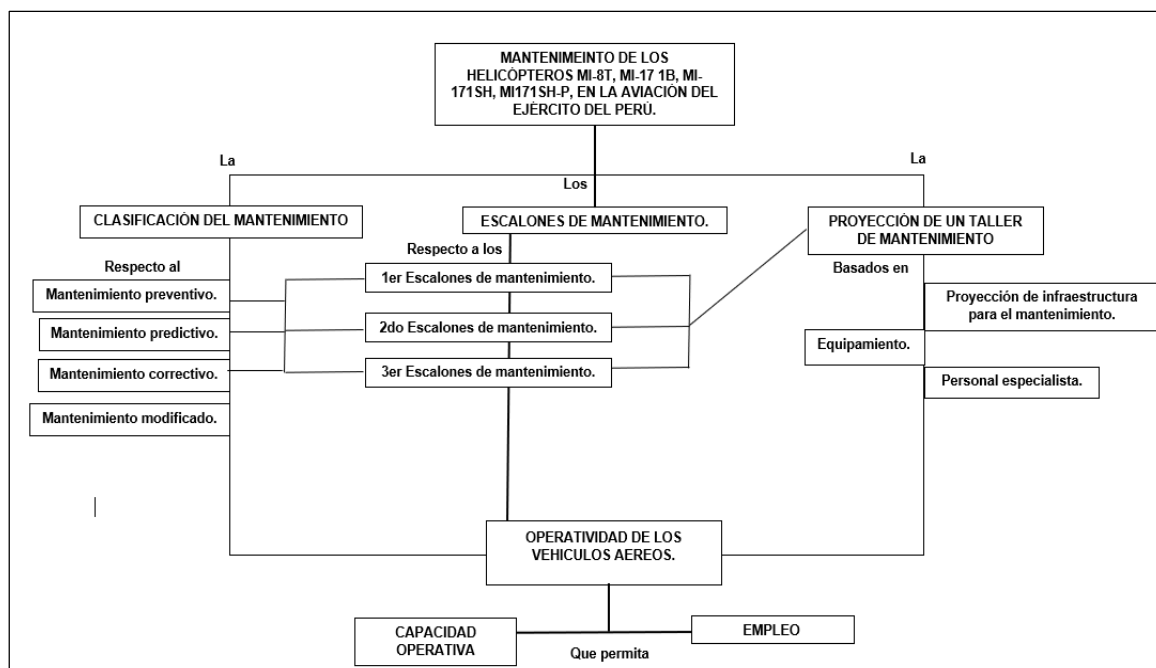 MANTENIMEINTO DE LOS
HELICÓPTEROS MI-8T, MI-17 1B, MI-
171SH, MI171SH-P, EN LA AVIACIÓN DEL
EJÉRCITO DEL PERÚ.
La
Los
La
CLASIFICACIÓN DEL MANTENIMIENTO
ESCALONES DE MANTENIMIENTO.
PROYECCIÓN DE UN TALLER
DE MANTENIMIENTO
Respecto al
Mantenimiento preventivo.
Mantenimiento predictivo.
Mantenimiento correctivo.
Mantenimiento modificado.
Respecto a los
1er Escalones de mantenimiento.
2do Escalones de mantenimiento.
3er Escalones de mantenimiento.
Basados en
Proyección de infraestructura
para el mantenimiento.
Equipamiento.
Personal especialista.
OPERATIVIDAD DE LOS
VEHICULOS AEREOS.
CAPACIDAD
OPERATIVA
Que permita
EMPLEO